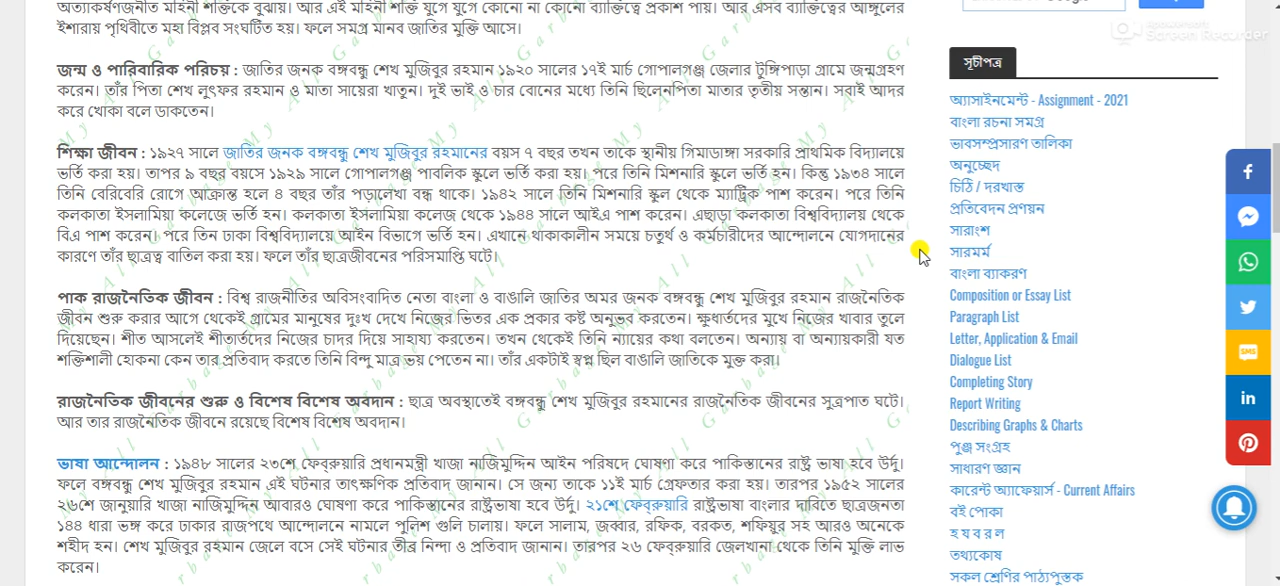 অত্যাকর্ষণজনীত মহিনী শক্তিকে বুঝায়। আর এই মহিনী শক্তি যুগে যুগে কোনো না কোনো ব্যাক্তিত্বে প্রকাশ পায়। আর এসব ব্যাক্তিত্বের আঙ্গুলের
ইশারায় পৃথিবীতে মহা বিপ্লব সংঘটিত হয়। ফলে সমগ্র মানব জাতির মুক্তি আসে।
জন্ম ও পারিবারিক পরিচয় : জাতির জনক বঙ্গবন্ধু শেখ মুজিবুর রহমান ১৯২০ সালের ১৭ই মার্চ গোপালগঞ্জ জেলার টুঙ্গিপাড়া গ্রামে জন্মগ্রহণ
করেন। তাঁর পিতা শেখ লুৎফর রহমান ও মাতা সায়েরা খাতুন। দুই ভাই ও চার বোনের মধ্যে তিনি ছিলেনপিতা মাতার তৃতীয় সন্তান। সবাই আদর
করে খোকা বলে ডাকতেন।
শিক্ষা জীবন : ১৯২৭ সালে জাতির জনক বঙ্গবন্ধু শেখ মুজিবুর রহমানের বয়স ৭ বছর তখন তাকে স্থানীয় গিমাডাঙ্গা সরকারি প্রাথমিক বিদ্যালয়ে
ভর্তি করা হয়। তাপর ৯ বছর বয়সে ১৯২৯ সালে গোপালগঞ্জ পাবলিক স্কুলে ভর্তি করা হয়। পরে তিনি মিশনারি স্কুলে ভর্তি হন। কিন্তু ১৯৩৪ সালে
তিনি বেরিবেরি রোগে আক্রান্ত হলে ৪ বছর তাঁর পড়ালেখা বন্ধ থাকে। ১৯৪২ সালে তিনি মিশনারি স্কুল থেকে ম্যাট্রিক পাশ করেন। পরে তিনি
কলকাতা ইসলামিয়া কলেজে ভর্তি হন। কলকাতা ইসলামিয়া কলেজ থেকে ১৯৪৪ সালে আইএ পাশ করেন। এছাড়া কলকাতা বিশ্ববিদ্যালয় থেকে
বিএ পাশ করেন। পরে তিন ঢাকা বিশ্ববিদ্যালয়ে আইন বিভাগে ভর্তি হন। এখানে থাকাকালীন সময়ে চতুর্থ ও কর্মচারীদের আন্দোলনে যোগদানের
কারণে তাঁর ছাত্রত্ব বাতিল করা হয়। ফলে তাঁর ছাত্রজীবনের পরিসমাপ্তি ঘটে।
পাক রাজনৈতিক জীবন : বিশ্ব রাজনীতির অবিসংবাদিত নেতা বাংলা ও বাঙালি জাতির অমর জনক বঙ্গবন্ধু শেখ মুজিবুর রহমান রাজনৈতিক
জীবন শুরু করার আগে থেকেই গ্রামের মানুষের দুঃখ দেখে নিজের ভিতর এক প্রকার কষ্ট অনুভব করতেন। ক্ষুধার্তদের মুখে নিজের খাবার তুলে
দিয়েছেন। শীত আসলেই শীতার্তদের নিজের চাদর দিয়ে সাহায্য করতেন। তখন থেকেই তিনি ন্যায়ের কথা বলতেন। অন্যায় বা অন্যায়কারী যত
শক্তিশালী হোকনা কেন তার প্রতিবাদ করতে তিনি বিন্দু মাত্র ভয় পেতেন না। তাঁর একটাই স্বপ্ন ছিল বাঙালি জাতিকে মুক্ত করা।
রাজনৈতিক জীবনের শুরু ও বিশেষ বিশেষ অবদান : ছাত্র অবস্থাতেই বঙ্গবন্ধু শেখ মুজিবুর রহমানের রাজনৈতিক জীবনের সুত্রপাত ঘটে।
আর তার রাজনৈতিক জীবনে রয়েছে বিশেষ বিশেষ অবদান।
ভাষা আন্দোলন : ১৯৪৮ সালের ২৩শে ফেব্রুয়ারি প্রধানমন্ত্রী খাজা নাজিমুদ্দিন আইন পরিষদে ঘোষণা করে পাকিস্তানের রাষ্ট্র ভাষা হবে উর্দু।
ফলে বঙ্গবন্ধু শেখ মুজিবুর রহমান এই ঘটনার তাৎক্ষণিক প্রতিবাদ জানান। সে জন্য তাকে ১১ই মার্চ গ্রেফতার করা হয়। তারপর ১৯৫২ সালের
২৬শে জানুয়ারি খাজা নাজিমুদ্দিন আবারও ঘোষণা করে পাকিস্তানের রাষ্ট্রভাষা হবে উর্দু। ২১শে ফেব্রুয়ারি রাষ্ট্রভাষা বাংলার দাবিতে ছাত্রজনতা
১৪৪ ধারা ভঙ্গ করে ঢাকার রাজপথে আন্দোলনে নামলে পুলিশ গুলি চালায়। ফলে সালাম, জব্বার, রফিক, বরকত, শফিয়ুর সহ আরও অনেকে
শহীদ হন। শেখ মুজিবুর রহমান জেলে বসে সেই ঘটনার তীব্র নিন্দা ও প্রতিবাদ জানান। তারপর ২৬ ফেব্রুয়ারি জেলখানা থেকে তিনি মুক্তি লাভ
করেন।
Screen Recorder
সূচীপত্র
অ্যাসাইনমেন্ট - Assignment - 2021
বাংলা রচনা সমগ্র
ভাবসম্প্রসারণ তালিকা
অনুচ্ছেদ
চিঠি / দরখাস্ত
প্রতিবেদন প্রণয়ন
সারাংশ
সারমর্ম
বাংলা ব্যাকরণ
Composition or Essay List
Paragraph List
Letter, Application & Email
Dialogue List
Completing Story
Report Writing
Describing Graphs & Charts
পুঞ্জ সংগ্রহ
সাধারণ জ্ঞান
কারেন্ট অ্যাফেয়ার্স - Current Affairs
বই পোকা
হ য ব র ল
তথ্যকোষ
সকল শ্রেণির পাঠ্যপুস্তক
SMS